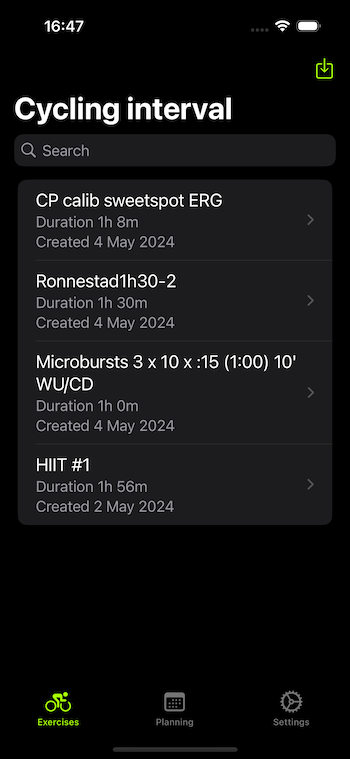 16:47
Cycling interval
Search
CP calib sweetspot ERG
Duration 1h 8m
Created 4 May 2024
Ronnestad1h30-2
Duration 1h 30m
Created 4 May 2024
Microbursts 3 x 10 x :15 (1:00) 10'
WU/CD
Duration 1h 0m
Created 4 May 2024
HIIT #1
Duration 1h 56m
Created 2 May 2024
Exercises
Planning
Settings